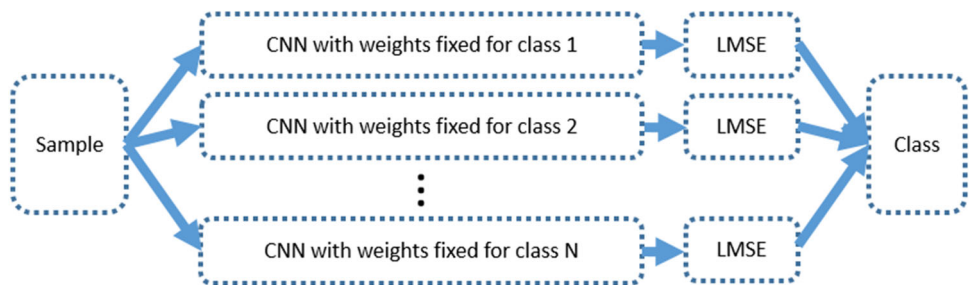 CNN with weights fixed for class 1
LMSE
Sample
CNN with weights fixed for class 2
LMSE
Class
CNN with weights fixed for class N
LMSE